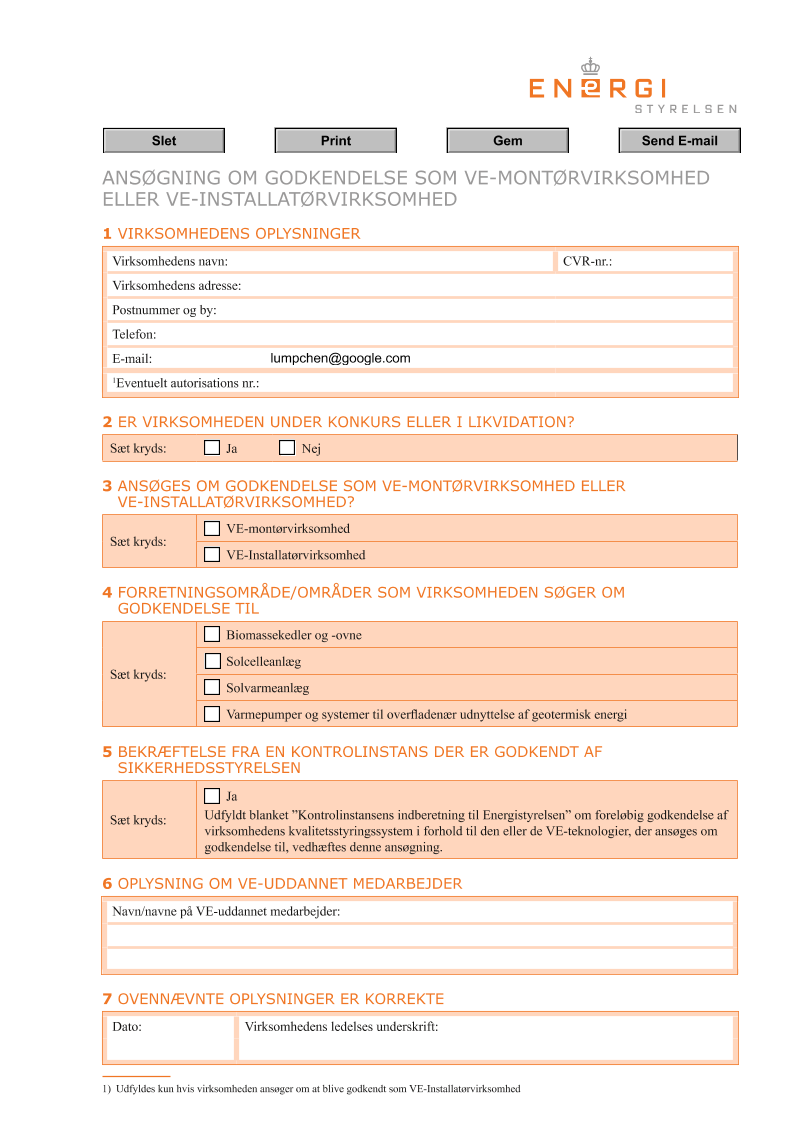 ENERGI
STYRELSEN
Slet Print Gem Send E-mail
ANSØGNING OM GODKENDELSE SOM VE-MONTØRVIRKSOMHED
ELLER VE-INSTALLATØRVIRKSOMHED
1 VIRKSOMHEDENS OPLYSNINGER
Virksomhedens navn: CVR-nr.:
Virksomhedens adresse:
Postnummer og by:
Telefon:
E-mail: lumpchen@google.com
1Eventuelt autorisations nr.:
2 ER VIRKSOMHEDEN UNDER KONKURS ELLER I LIKVIDATION?
Sæt kryds: Ja Nej
3 ANSØGES OM GODKENDELSE SOM VE-MONTØRVIRKSOMHED ELLER
VE-INSTALLATØRVIRKSOMHED?
Sæt kryds:
VE-montørvirksomhed
VE-Installatørvirksomhed
4 FORRETNINGSOMRÅDE/OMRÅDER SOM VIRKSOMHEDEN SØGER OM
GODKENDELSE TIL
Sæt kryds:
Biomassekedler og -ovne
Solcelleanlæg
Solvarmeanlæg
Varmepumper og systemer til overfladenær udnyttelse af geotermisk energi
5 BEKRÆFTELSE FRA EN KONTROLINSTANS DER ER GODKENDT AF
SIKKERHEDSSTYRELSEN
Sæt kryds:
Ja
Udfyldt blanket ”Kontrolinstansens indberetning til Energistyrelsen” om foreløbig godkendelse af
virksomhedens kvalitetsstyringssystem i forhold til den eller de VE-teknologier, der ansøges om
godkendelse til, vedhæftes denne ansøgning.
6 OPLYSNING OM VE-UDDANNET MEDARBEJDER
Navn/navne på VE-uddannet medarbejder:
7 OVENNÆVNTE OPLYSNINGER ER KORREKTE
Dato: Virksomhedens ledelses underskrift:
1) Udfyldes kun hvis virksomheden ansøger om at blive godkendt som VE-Installatørvirksomhed